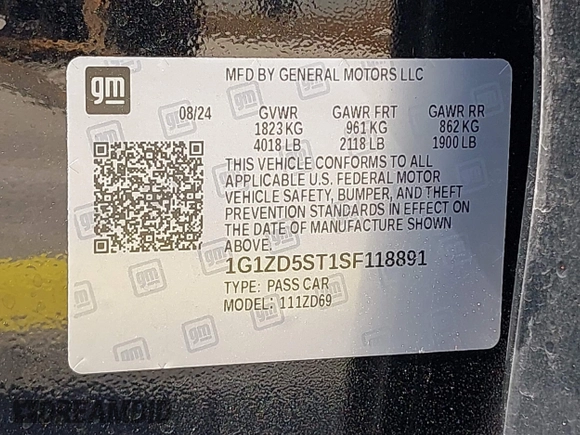 gm
MFD BY GENERAL MOTORS LLC
08/24 GVWR GAWR FRT GAWR RR
1823 KG 961 KG 862 KG
4018 LB 2118 LB 1900 LB
THIS VEHICLE CONFORMS TO ALL
APPLICABLE U.S. FEDERAL MOTOR
VEHICLE SAFETY, BUMPER, AND THEFT
PREVENTION STANDARDS IN EFFECT ON
THE DATE OF MANUFACTURE SHOWN
ABOVE.
1G1ZD5ST1SF118891
TYPE: PASS CAR
MODEL: 111ZD69